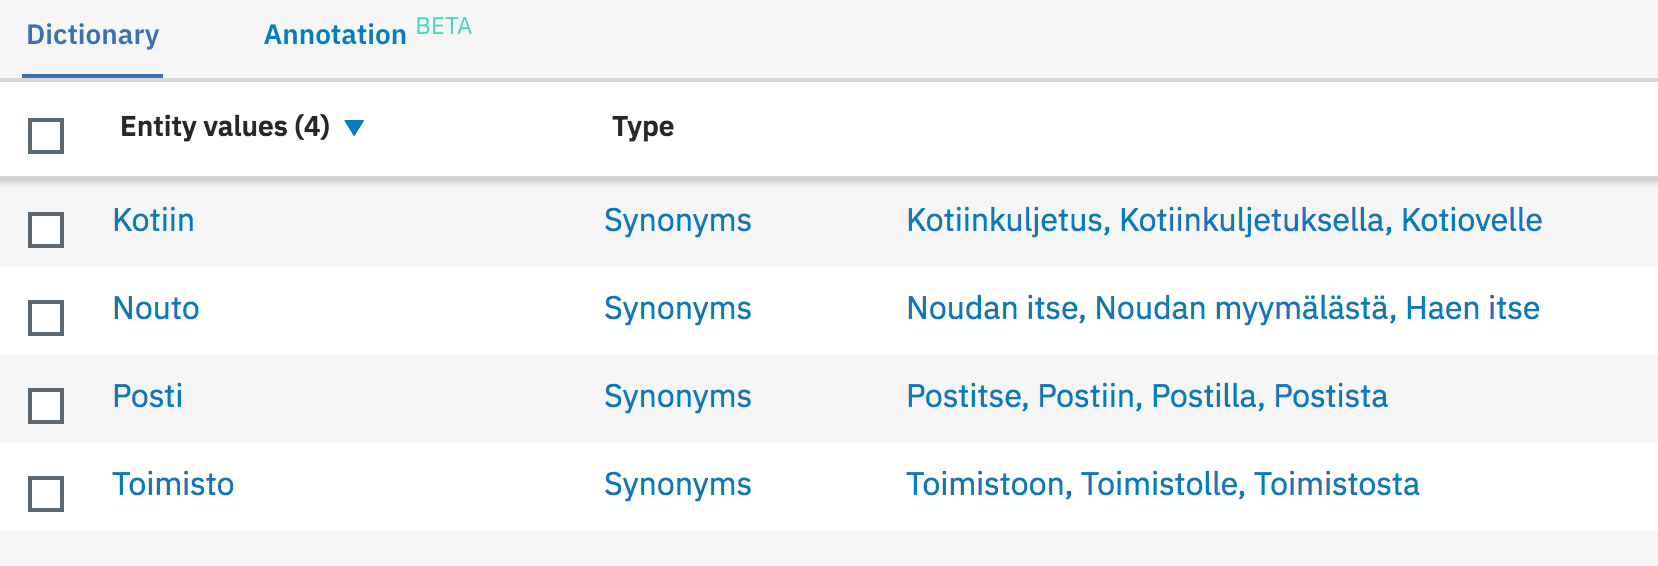 Dictionary Annotation BETA
Entity values (4) Type
Kotiin Synonyms Kotiinkuljetus, Kotiinkuljetuksella, Kotiovelle
Nouto Synonyms Noudan itse, Noudan myymälästä, Haen itse
Posti Synonyms Postitse, Postiin, Postilla, Postista
Toimisto Synonyms Toimistoon, Toimistolle, Toimistosta